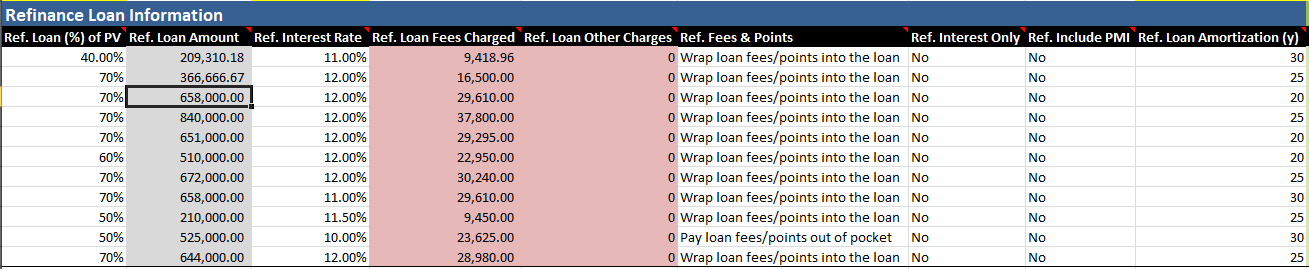 Refinance Loan Information
Ref. Loan (%) of PV Ref. Loan Amount Ref. Interest Rate Ref. Loan Fees Charged Ref. Loan Other Charges Ref. Fees & Points Ref. Interest Only Ref. Include PMI Ref. Loan Amortization (y)
40.00% 209,310.18 11.00% 9,418.96 0 Wrap loan fees/points into the loan No No 30
70% 366,666.67 12.00% 16,500.00 0 Wrap loan fees/points into the loan No No 25
70% 658,000.00 12.00% 29,610.00 0 Wrap loan fees/points into the loan No No 20
70% 840,000.00 12.00% 37,800.00 0 Wrap loan fees/points into the loan No No 25
70% 651,000.00 12.00% 29,295.00 0 Wrap loan fees/points into the loan No No 20
60% 510,000.00 12.00% 22,950.00 0 Wrap loan fees/points into the loan No No 20
70% 672,000.00 12.00% 30,240.00 0 Wrap loan fees/points into the loan No No 25
70% 658,000.00 11.00% 29,610.00 0 Wrap loan fees/points into the loan No No 30
50% 210,000.00 11.50% 9,450.00 0 Wrap loan fees/points into the loan No No 25
50% 525,000.00 10.00% 23,625.00 0 Pay loan fees/points out of pocket No No 30
70% 644,000.00 12.00% 28,980.00 0 Wrap loan fees/points into the loan No No 25